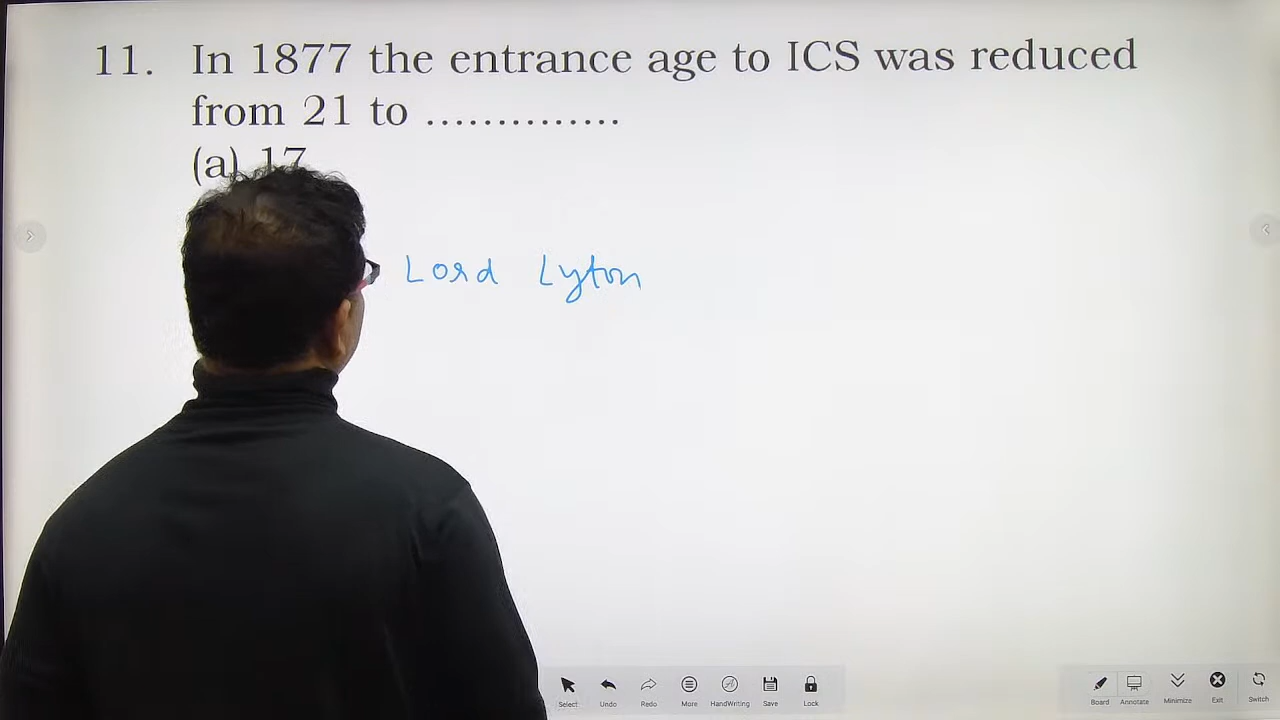 11. In 1877 the entrance age to ICS was reduced
from 21 to ..............
(a) 17
Lord Lyton
Select Undo Redo More HandWriting Save Lock Board Annotate Minimize Exit Switch